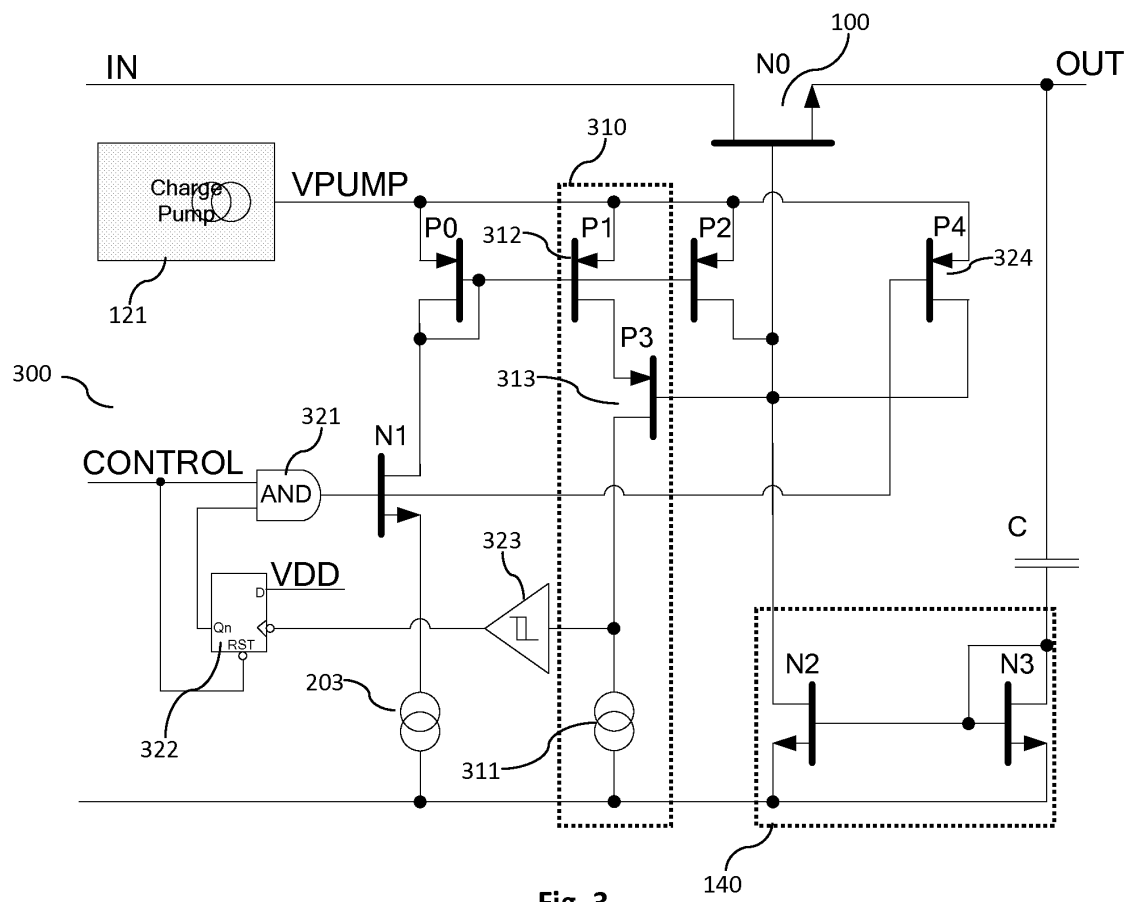 100
IN
N0
OUT
310
Charge
Pump
VPUMP
P0
312
P1
P2
P4
324
121
P3
300
313
321
N1
CONTROL
AND
323
C
VDD
D
Qn
RST
203
N2
N3
322
311
140
Fig. 3